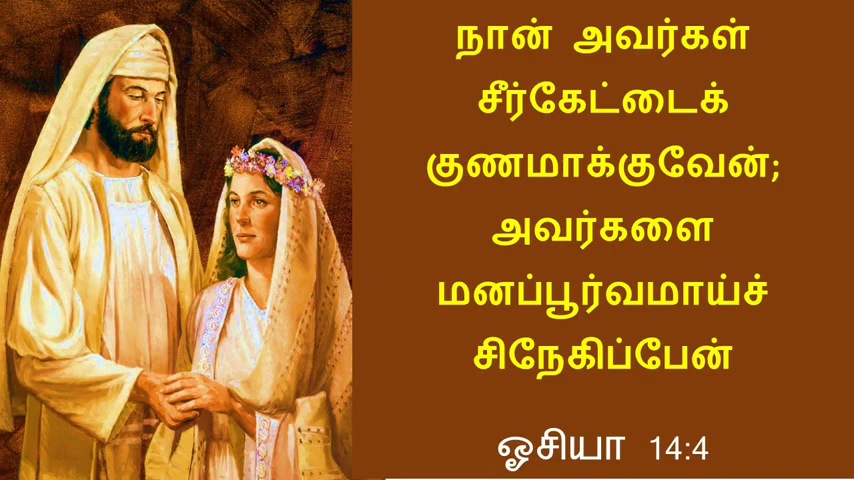 நான் அவர்கள்
சீர்கேட்டைக்
குணமாக்குவேன்;
அவர்களை
மனப்பூர்வமாய்ச்
சிநேகிப்பேன்
ஓசியா 14:4